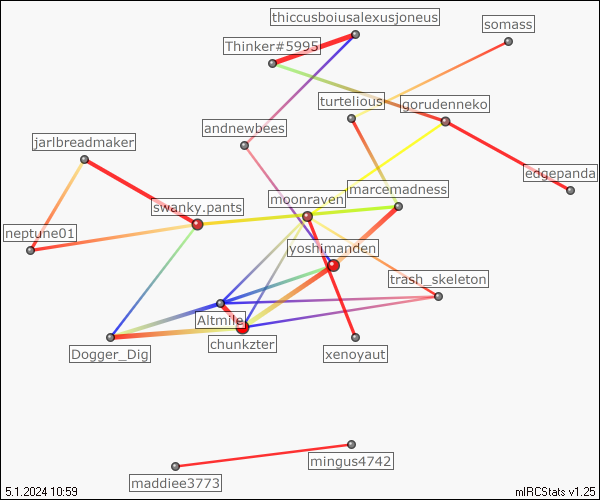 thiccusboiusalexusjoneus
somass
Thinker#5995
turtelious
gorudenneko
andnewbees
jarlbreadmaker
edgepanda
marcemadness
moonraven
swanky.pants
neptune01
yoshimanden
trash_skeleton
Altmile
chunkzter
Dogger_Dig
xenoyaut
mingus4742
maddiee3773
5.1.2024 10:59
mIRCStats v1.25